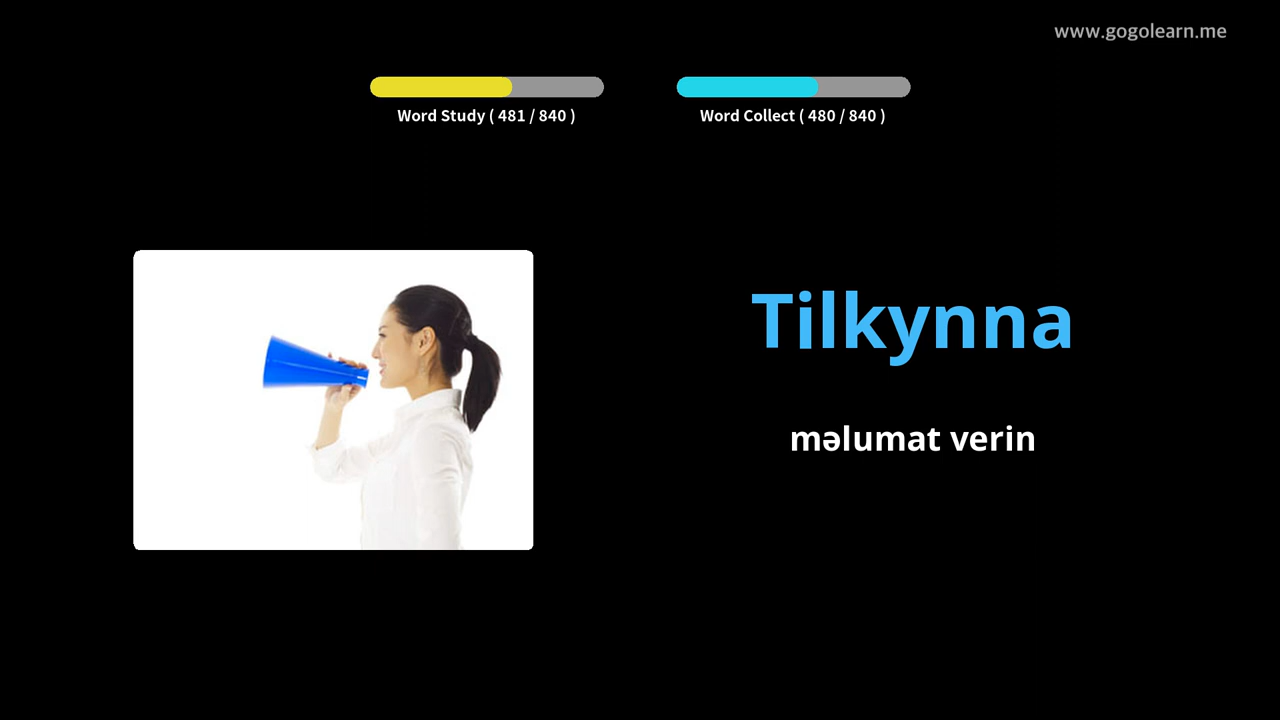 www.gogolearn.me
Word Study ( 481 / 840 )
Word Collect ( 480 / 840 )
Tilkynna
məlumat verin